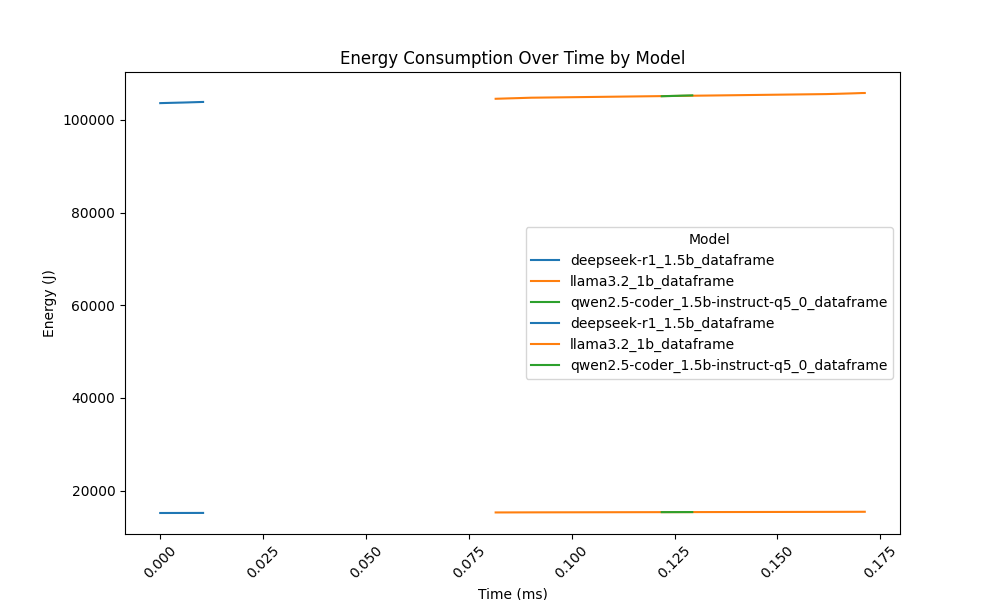 Energy Consumption Over Time by Model
Energy (J)
100000
80000
60000
40000
20000
Model
deepseek-r1_1.5b_dataframe
llama3.2_1b_dataframe
qwen2.5-coder_1.5b-instruct-q5_0_dataframe
deepseek-r1_1.5b_dataframe
llama3.2_1b_dataframe
qwen2.5-coder_1.5b-instruct-q5_0_dataframe
0.000 0.025 0.050 0.075 0.100 0.125 0.150 0.175
Time (ms)